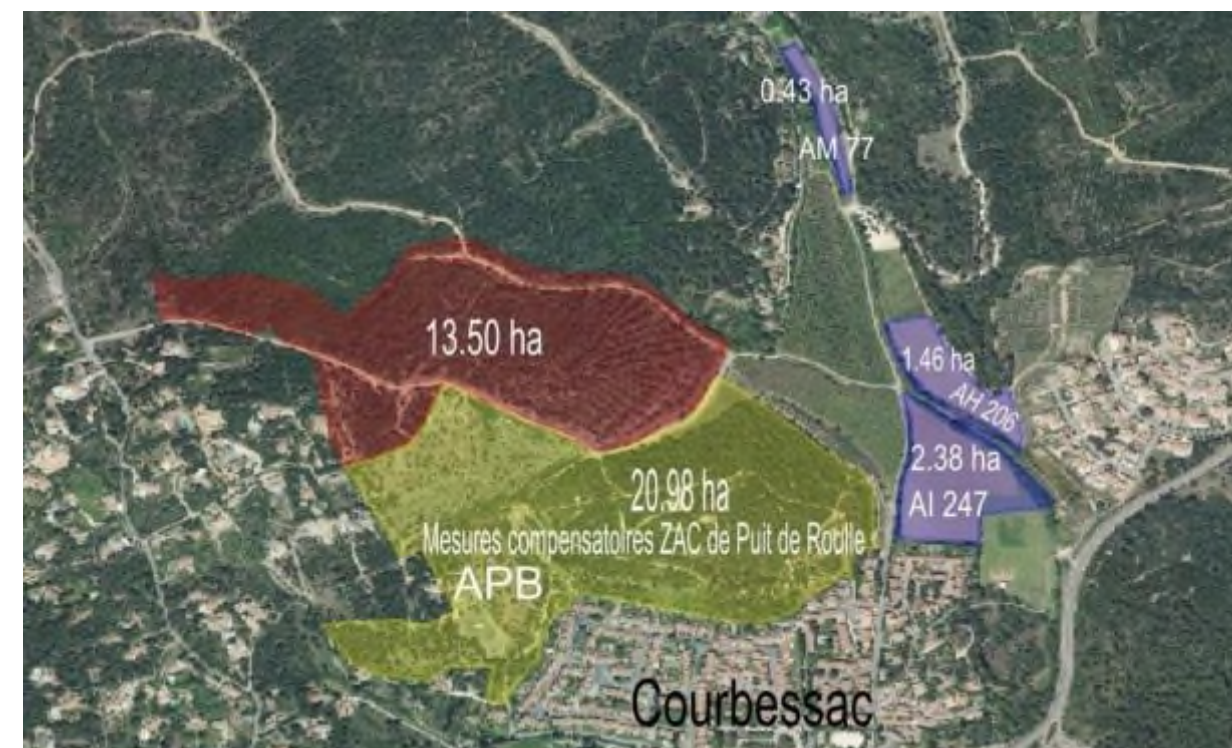 0.43 ha
AM 77
13.50 ha
1.46 ha
AH 206
2.38 ha
AI 247
20.98 ha
Mesures compensatoires ZAC de Puit de Roulle
APB
Courbessac